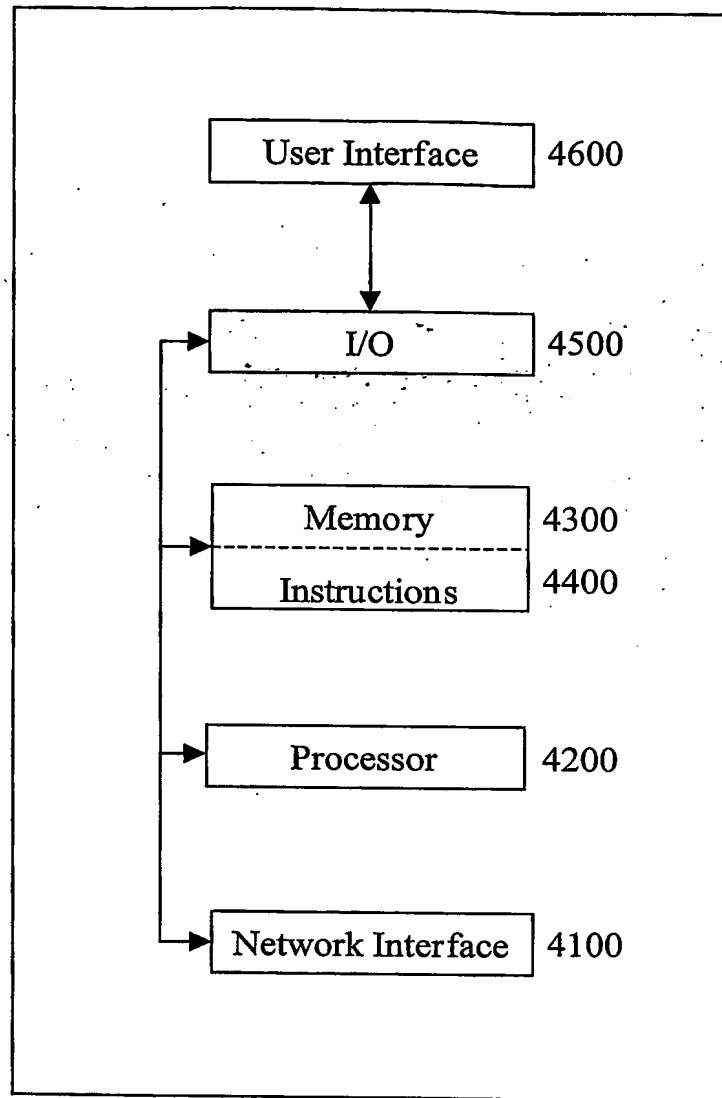 User Interface 4600
I/O 4500
Memory 4300
Instructions 4400
Processor 4200
Network Interface 4100